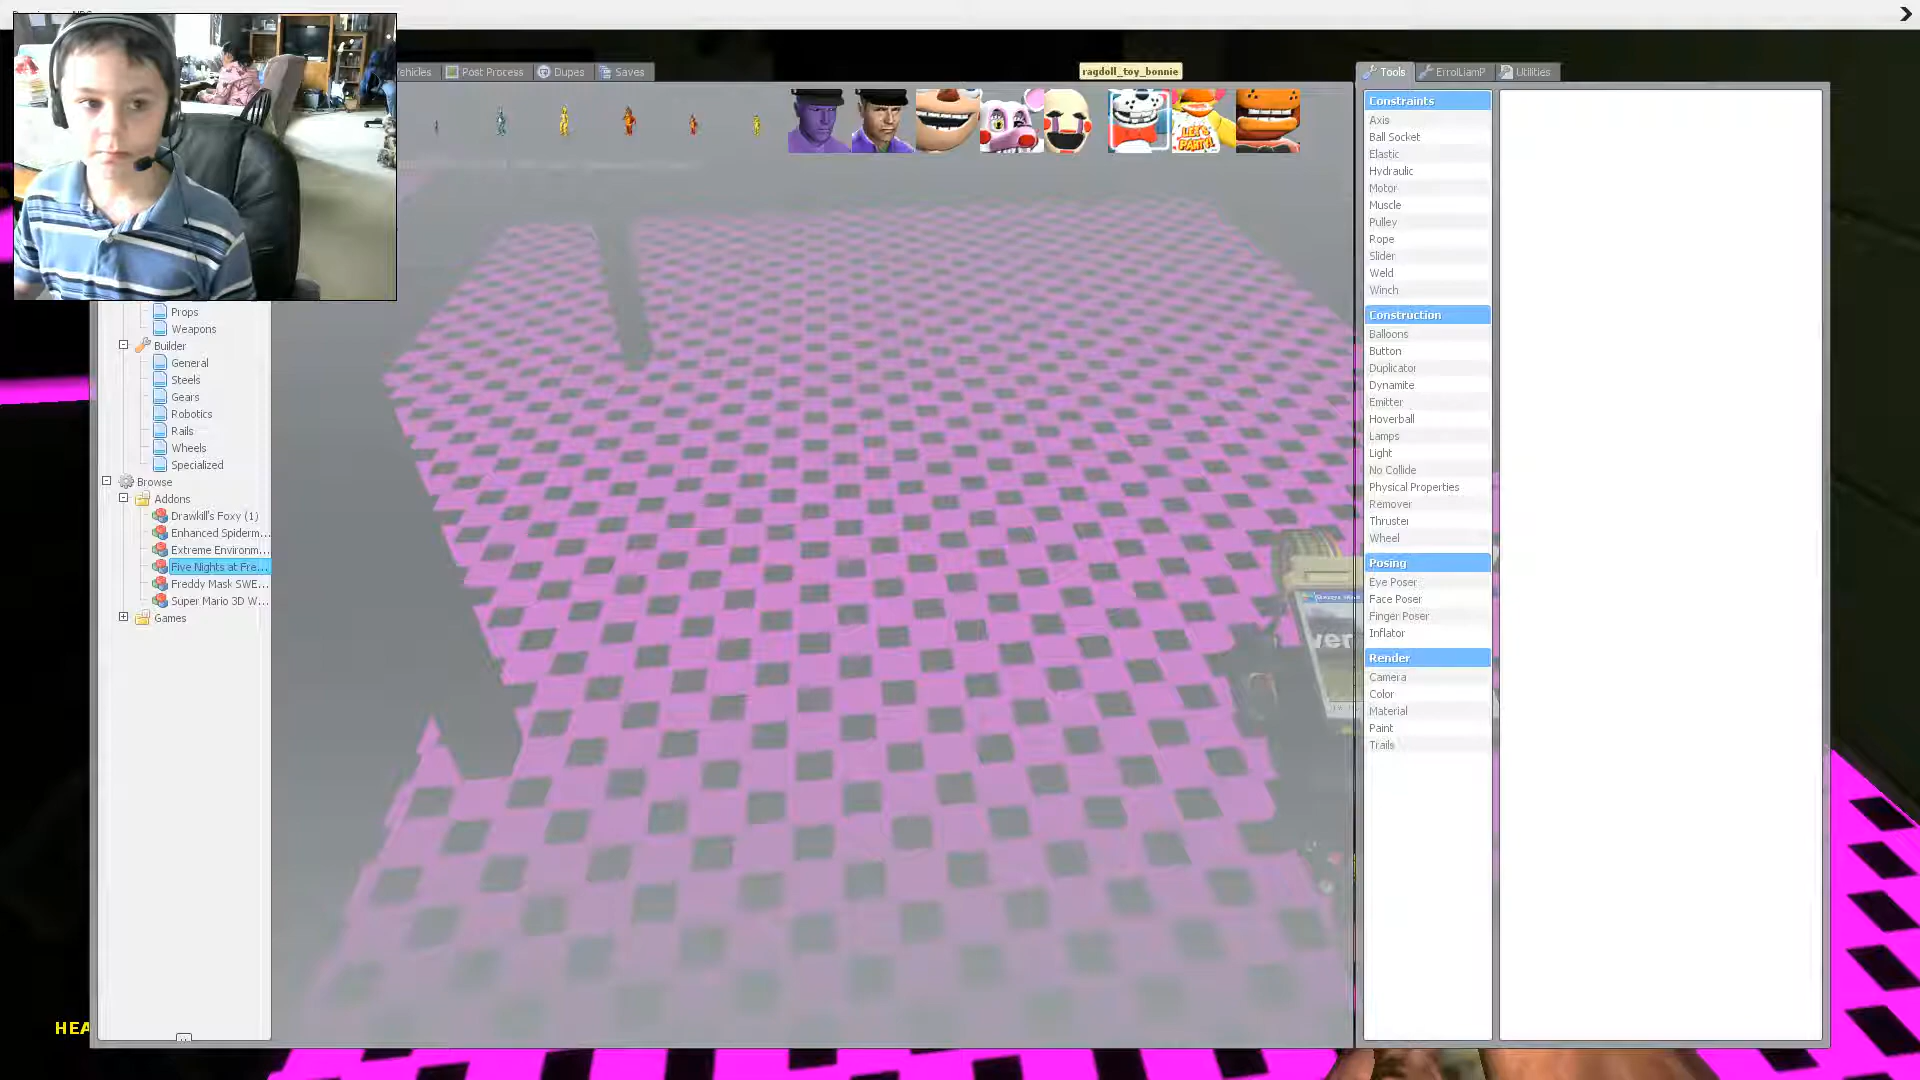 ehicles
Post Process
Dupes
Saves
ragdoll_toy_bonnie
Tools
ErrolLiamP
Utilities
LET'S
PARTY!
Props
Weapons
Builder
General
Steels
Gears
Robotics
Rails
Wheels
Specialized
Browse
Addons
Drawkill's Foxy (1)
Enhanced Spiderm...
Extreme Environm...
Five Nights at Fre...
Freddy Mask SWE...
Super Mario 3D W...
Games
Constraints
Axis
Ball Socket
Elastic
Hydraulic
Motor
Muscle
Pulley
Rope
Slider
Weld
Winch
Construction
Balloons
Button
Duplicator
Dynamite
Emitter
Hoverball
Lamps
Light
No Collide
Physical Properties
Remover
Thruster
Wheel
Posing
Eye Poser
Face Poser
Finger Poser
Inflator
Render
Camera
Color
Material
Paint
Trails
ver
HEA